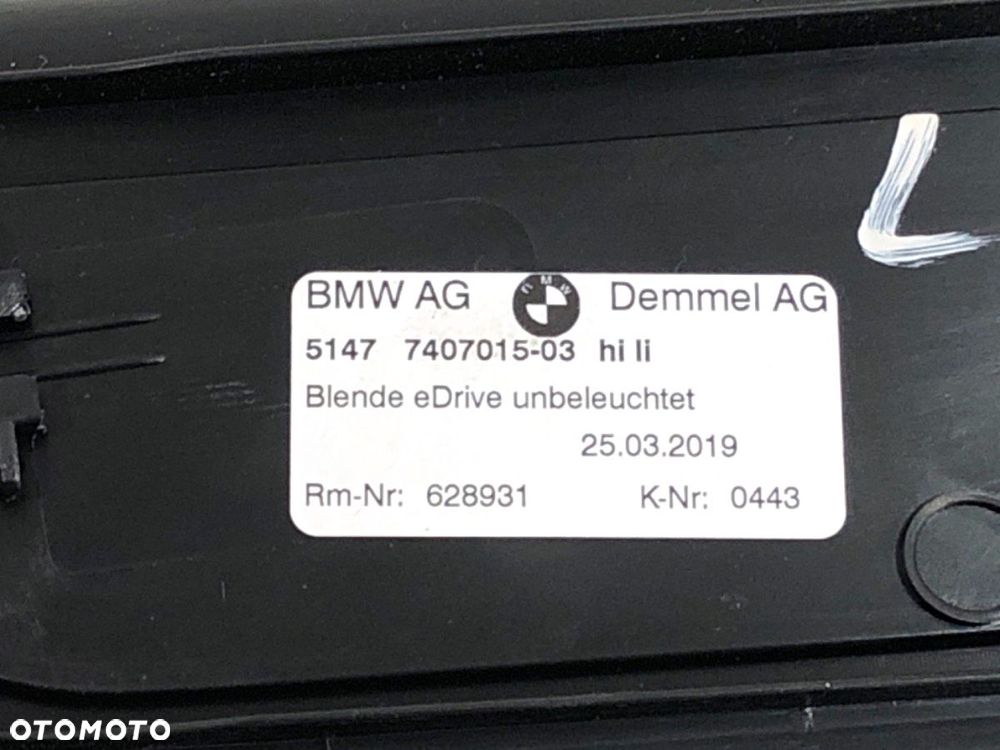 L
BMW AG BMW Demmel AG
5147 7407015-03 hi li
Blende eDrive unbeleuchtet
25.03.2019
Rm-Nr: 628931 K-Nr: 0443
OTOMOTO